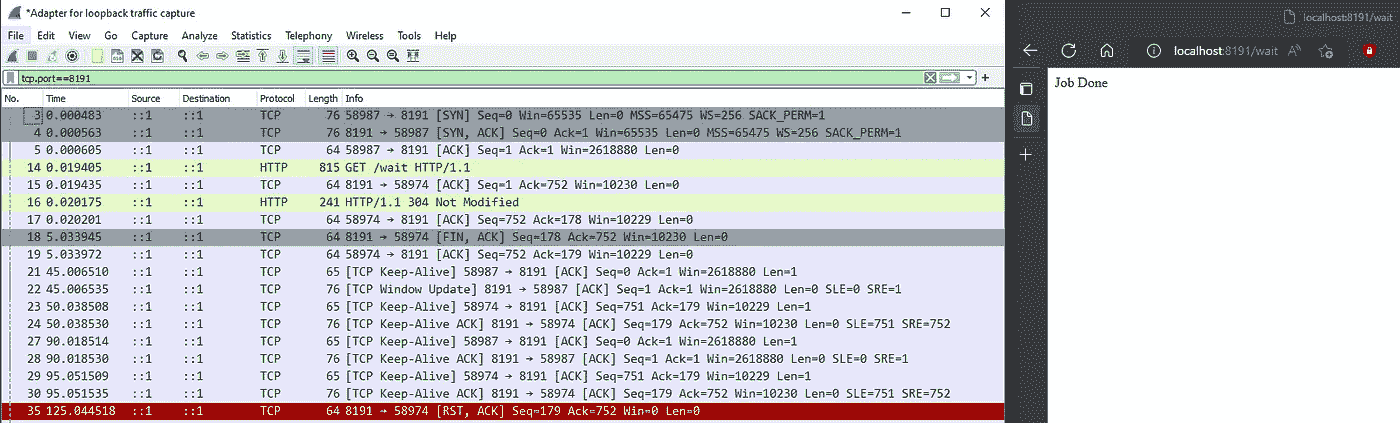 *Adapter for loopback traffic capture
File Edit View Go Capture Analyze Statistics Telephony Wireless Tools Help
tcp.port==8191
No. Time Source Destination Protocol Length Info
3 0.000483 ::1 ::1 TCP 76 58987 → 8191 [SYN] Seq=0 Win=65535 Len=0 MSS=65475 WS=256 SACK_PERM=1
4 0.000563 ::1 ::1 TCP 76 8191 → 58987 [SYN, ACK] Seq=0 Ack=1 Win=65535 Len=0 MSS=65475 WS=256 SACK_PERM=1
5 0.000605 ::1 ::1 TCP 64 58987 → 8191 [ACK] Seq=1 Ack=1 Win=2618880 Len=0
14 0.019405 ::1 ::1 HTTP 815 GET /wait HTTP/1.1
15 0.019435 ::1 ::1 TCP 64 8191 → 58974 [ACK] Seq=1 Ack=752 Win=10230 Len=0
16 0.020175 ::1 ::1 HTTP 241 HTTP/1.1 304 Not Modified
17 0.020201 ::1 ::1 TCP 64 58974 → 8191 [ACK] Seq=752 Ack=178 Win=10229 Len=0
18 5.033945 ::1 ::1 TCP 64 8191 → 58974 [FIN, ACK] Seq=178 Ack=752 Win=10230 Len=0
19 5.033972 ::1 ::1 TCP 64 58974 → 8191 [ACK] Seq=752 Ack=179 Win=10229 Len=0
21 45.006510 ::1 ::1 TCP 65 [TCP Keep-Alive] 58987 → 8191 [ACK] Seq=0 Ack=1 Win=2618880 Len=1
22 45.006535 ::1 ::1 TCP 76 [TCP Window Update] 8191 → 58987 [ACK] Seq=1 Ack=1 Win=2618880 Len=0 SLE=0 SRE=1
23 50.038508 ::1 ::1 TCP 65 [TCP Keep-Alive] 58974 → 8191 [ACK] Seq=751 Ack=179 Win=10229 Len=1
24 50.038530 ::1 ::1 TCP 76 [TCP Keep-Alive ACK] 8191 → 58974 [ACK] Seq=179 Ack=752 Win=10230 Len=0 SLE=751 SRE=752
27 90.018514 ::1 ::1 TCP 65 [TCP Keep-Alive] 58987 → 8191 [ACK] Seq=0 Ack=1 Win=2618880 Len=1
28 90.018530 ::1 ::1 TCP 76 [TCP Keep-Alive ACK] 8191 → 58987 [ACK] Seq=1 Ack=1 Win=2618880 Len=0 SLE=0 SRE=1
29 95.051509 ::1 ::1 TCP 65 [TCP Keep-Alive] 58974 → 8191 [ACK] Seq=751 Ack=179 Win=10229 Len=1
30 95.051535 ::1 ::1 TCP 76 [TCP Keep-Alive ACK] 8191 → 58974 [ACK] Seq=179 Ack=752 Win=10230 Len=0 SLE=751 SRE=752
35 125.044518 ::1 ::1 TCP 64 8191 → 58974 [RST, ACK] Seq=179 Ack=752 Win=0 Len=0
localhost:8191/wait
localhost:8191/wait
Job Done